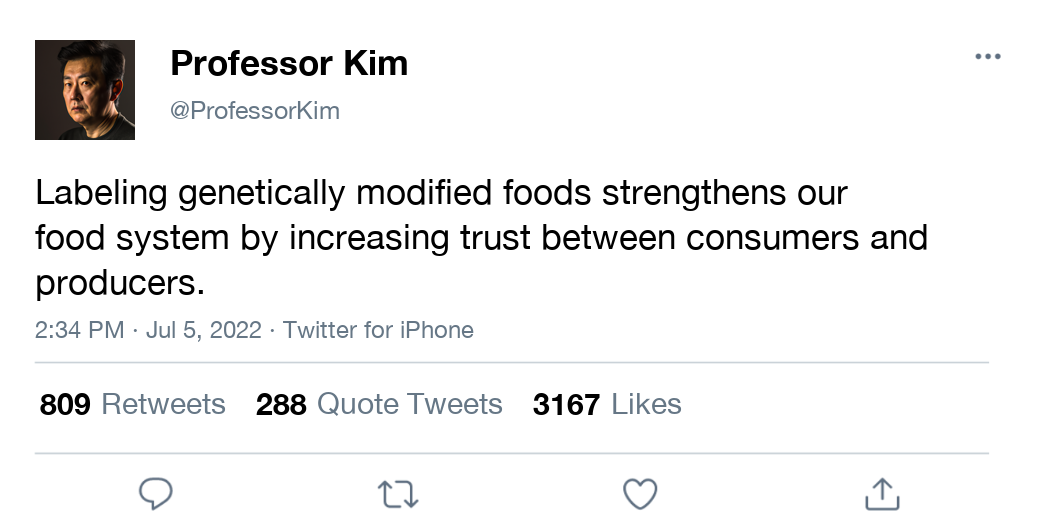 Professor Kim
@ProfessorKim
Labeling genetically modified foods strengthens our
food system by increasing trust between consumers and
producers.
2:34 PM · Jul 5, 2022 · Twitter for iPhone
809 Retweets 288 Quote Tweets 3167 Likes